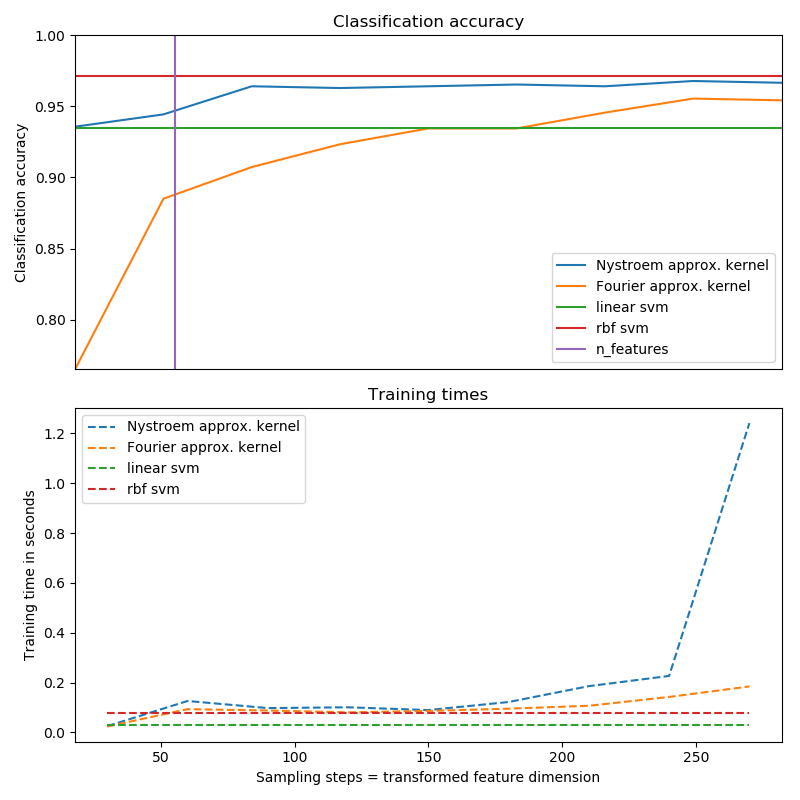 Classification accuracy
1.00
0.95
0.90
0.85
0.80
Classification accuracy
Nystroem approx. kernel
Fourier approx. kernel
linear svm
rbf svm
n_features
Training times
1.2
1.0
0.8
0.6
0.4
0.2
0.0
Training time in seconds
Nystroem approx. kernel
Fourier approx. kernel
linear svm
rbf svm
50
100
150
200
250
Sampling steps = transformed feature dimension